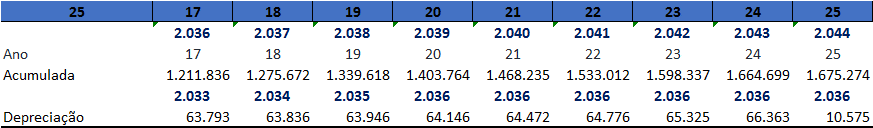 25 17 18 19 20 21 22 23 24 25
2.036 2.037 2.038 2.039 2.040 2.041 2.042 2.043 2.044
Ano 17 18 19 20 21 22 23 24 25
Acumulada 1.211.836 1.275.672 1.339.618 1.403.764 1.468.235 1.533.012 1.598.337 1.664.699 1.675.274
2.033 2.034 2.035 2.036 2.036 2.036 2.036 2.036 2.036
Depreciação 63.793 63.836 63.946 64.146 64.472 64.776 65.325 66.363 10.575